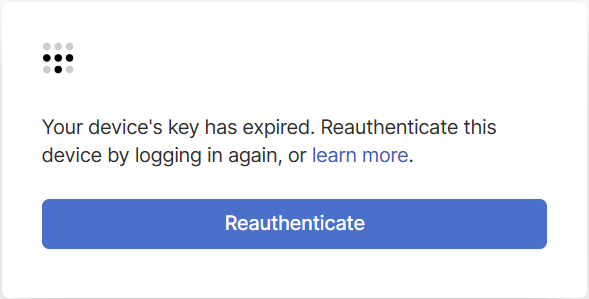 Your device's key has expired. Reauthenticate this
device by logging in again, or learn more.
Reauthenticate